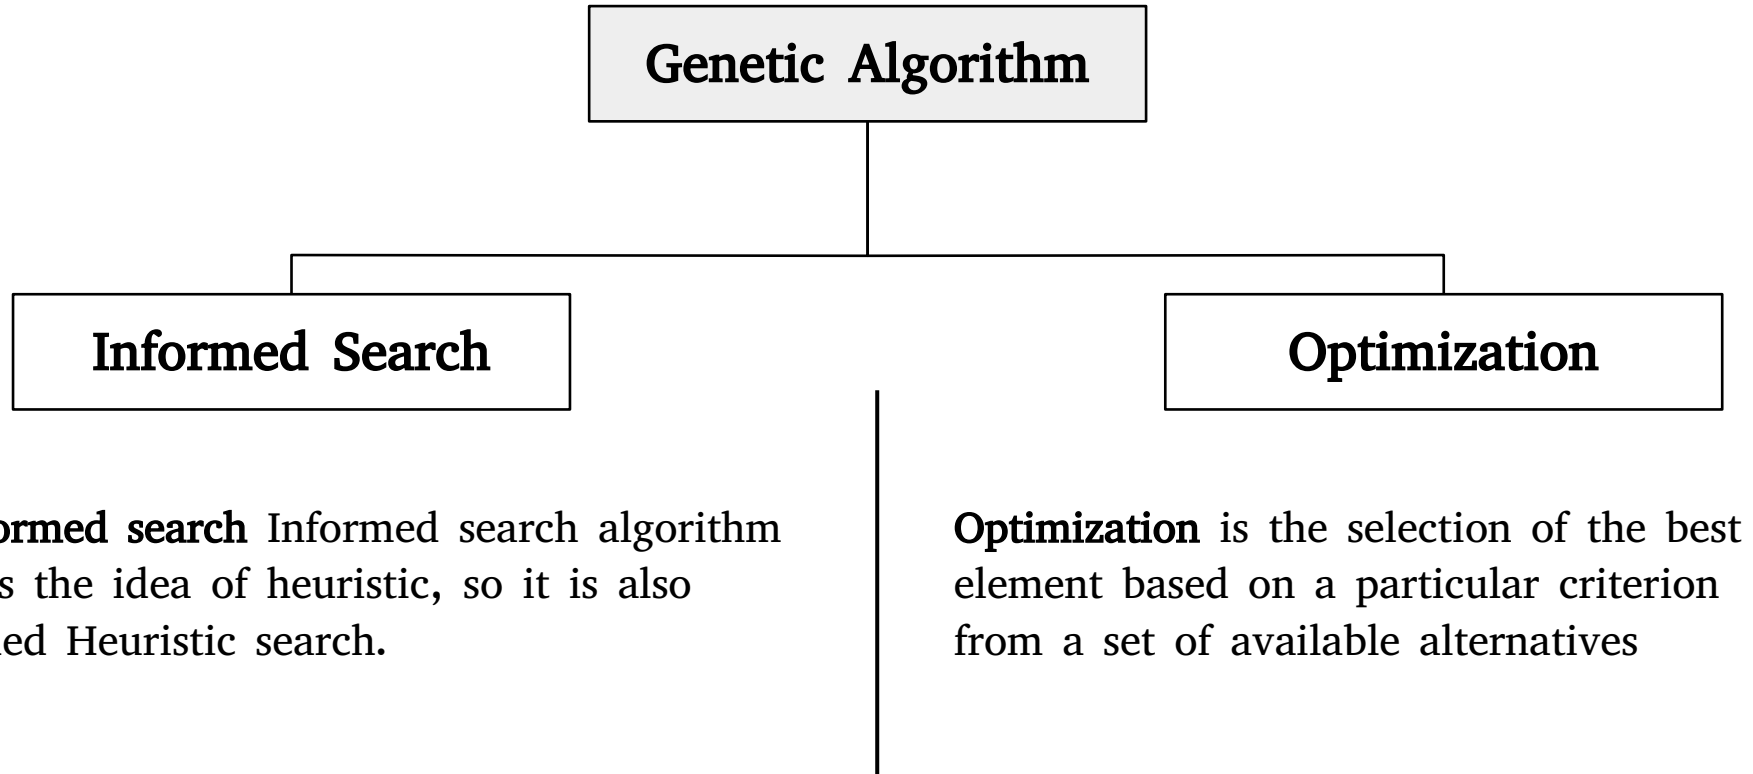 Genetic Algorithm
Informed Search
Optimization
ormed search Informed search algorithm
s the idea of heuristic, so it is also
ed Heuristic search.
Optimization is the selection of the best
element based on a particular criterion
from a set of available alternatives